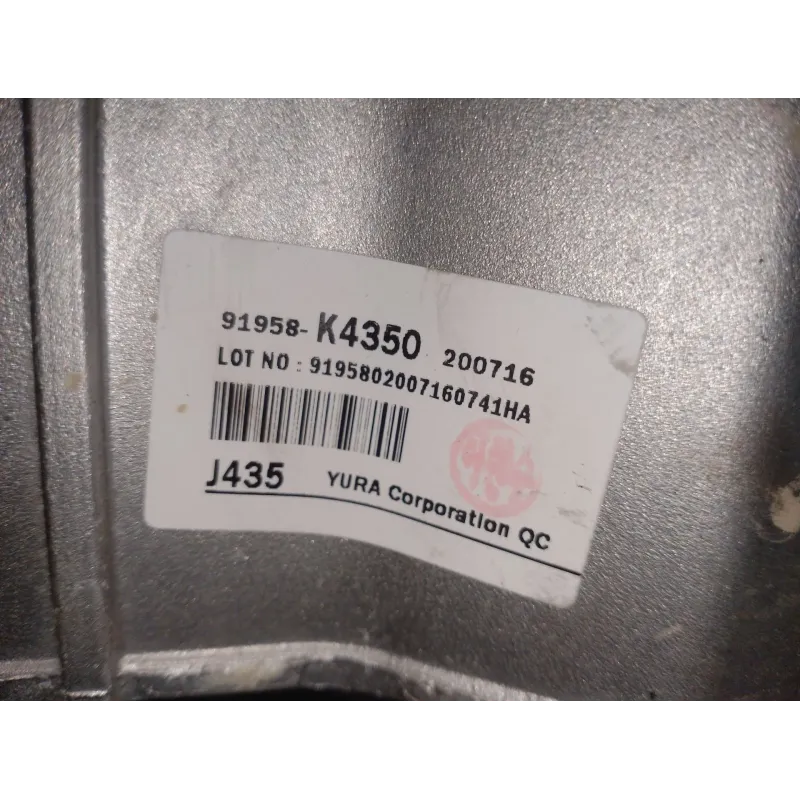 91958-K4350 200716
LOT NO : 9195802007160741HA
J435 YURA Corporation QC